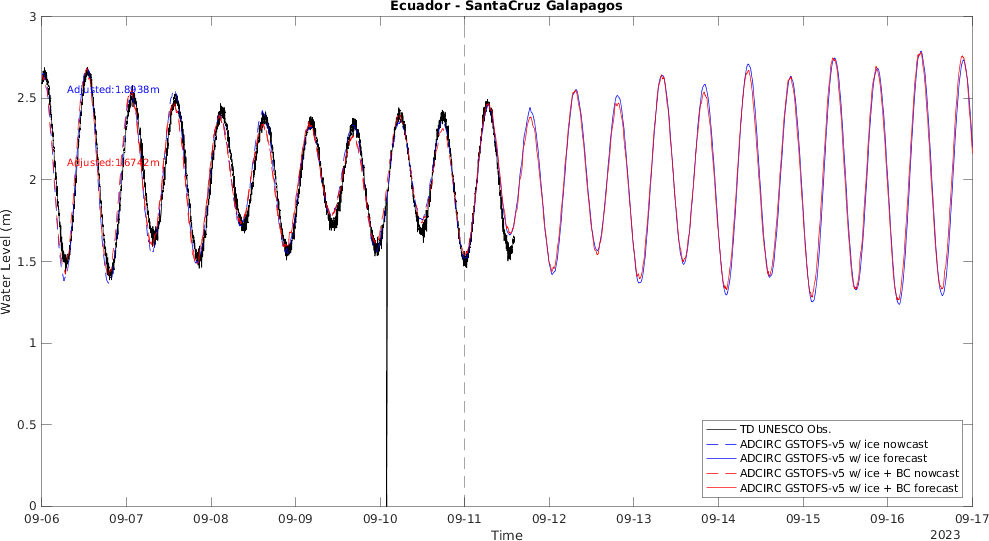 Ecuador - SantaCruz Galapagos
3
2.5
2
1.5
1
0.5
0
Water Level (m)
Adjusted:1.8938m
Adjusted:1.6742m
TD UNESCO Obs.
ADCIRC GSTOFS-v5 w/ ice nowcast
ADCIRC GSTOFS-v5 w/ ice forecast
ADCIRC GSTOFS-v5 w/ ice + BC nowcast
ADCIRC GSTOFS-v5 w/ ice + BC forecast
09-06 09-07 09-08 09-09 09-10 09-11 09-12 09-13 09-14 09-15 09-16 09-17
Time
2023